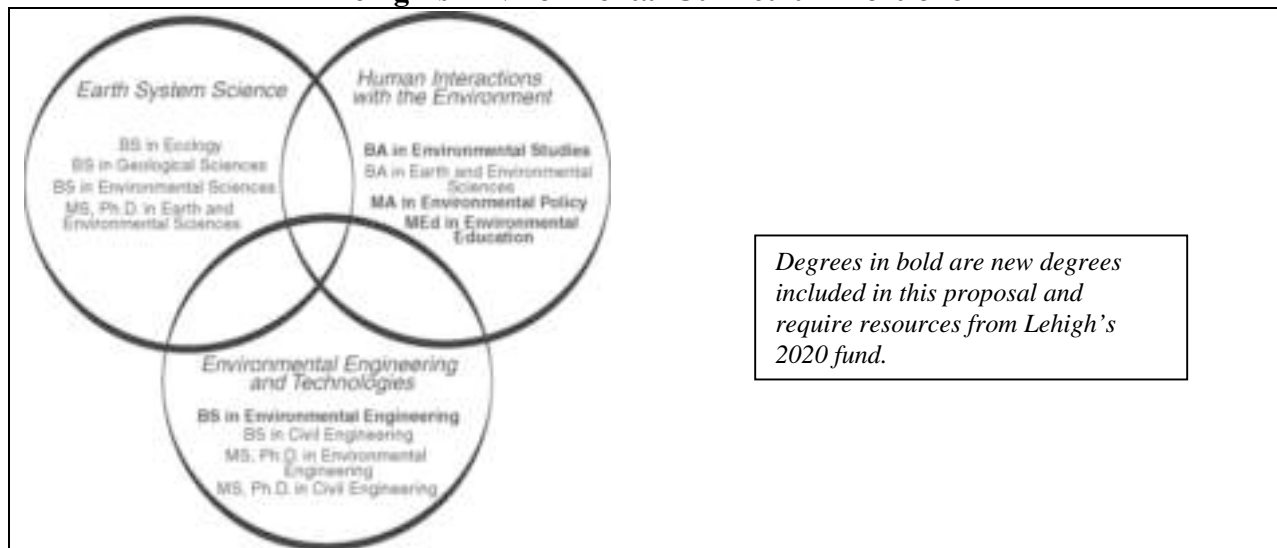 Earth System Science
BS in Ecology
BS in Geological Sciences
BS in Environmental Sciences
MS, Ph.D. in Earth and
Environmental Sciences
Human Interactions
with the Environment
BA in Environmental Studies
BA in Earth and Environmental
Sciences
MA in Environmental Policy
MEd in Environmental
Education
Environmental Engineering
and Technologies
BS in Environmental Engineering
BS in Civil Engineering
MS, Ph.D. in Environmental
Engineering
MS, Ph.D. in Civil Engineering
Degrees in bold are new degrees
included in this proposal and
require resources from Lehigh's
2020 fund.